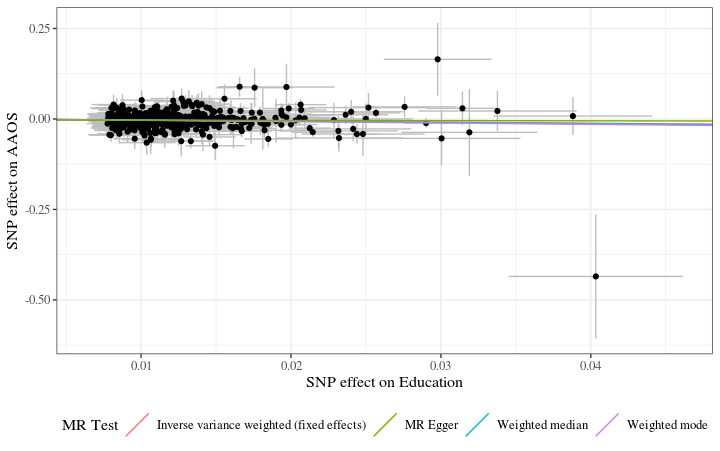 0.25
0.00
-0.25
-0.50
SNP effect on AAOS
0.01 0.02 0.03 0.04
SNP effect on Education
MR Test Inverse variance weighted (fixed effects) MR Egger Weighted median Weighted mode